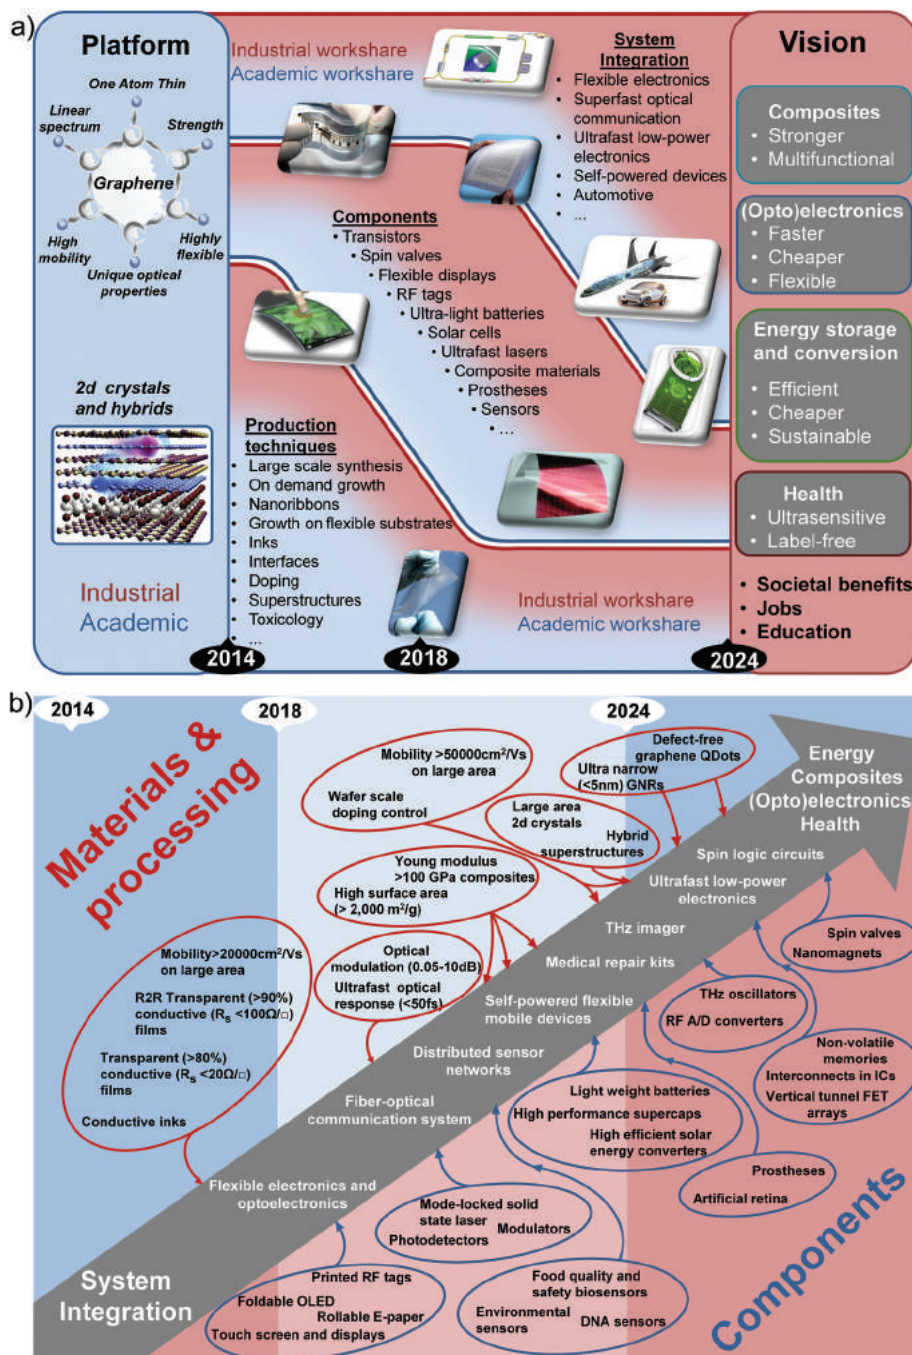 a)
Platform
One Atom Thin
Linear
spectrum
Strength
Graphene
High
mobility
Highly
flexible
Unique optical
properties
2d crystals
and hybrids
Industrial
Academic
Industrial workshare
Academic workshare
System
Integration
• Flexible electronics
• Superfast optical
communication
• Ultrafast low-power
electronics
• Self-powered devices
• Automotive
• ...
Components
• Transistors
• Spin valves
• Flexible displays
• RF tags
• Ultra-light batteries
• Solar cells
• Ultrafast lasers
• Composite materials
• Prostheses
• Sensors
• ...
Production
techniques
• Large scale synthesis
• On demand growth
• Nanoribbons
• Growth on flexible substrates
• Inks
• Interfaces
• Doping
• Superstructures
• Toxicology
• ...
Industrial workshare
Academic workshare
Vision
Composites
• Stronger
• Multifunctional
(Opto)electronics
• Faster
• Cheaper
• Flexible
Energy storage
and conversion
• Efficient
• Cheaper
• Sustainable
Health
• Ultrasensitive
• Label-free
• Societal benefits
• Jobs
• Education
2014
2018
2024
b)
2014
2018
2024
Materials &
processing
Mobility >50000cm²/Vs
on large area
Wafer scale
doping control
Defect-free
graphene QDots
Ultra narrow
(<5nm) GNRs
Large area
2d crystals
Hybrid
superstructures
Young modulus
>100 GPa composites
High surface area
(> 2,000 m²/g)
Mobility>20000cm²/Vs
on large area
R2R Transparent (>90%)
conductive (Rs <100Ω/□)
films
Transparent (>80%)
conductive (Rs <20Ω/□)
films
Conductive inks
Optical
modulation (0.05-10dB)
Ultrafast optical
response (<50fs)
Energy
Composites
(Opto)electronics
Health
Spin logic circuits
Ultrafast low-power
electronics
THz imager
Medical repair kits
Self-powered flexible
mobile devices
Distributed sensor
networks
Fiber-optical
communication system
Flexible electronics and
optoelectronics
System
Integration
Spin valves
Nanomagnets
THz oscillators
RF A/D converters
Non-volatile
memories
Interconnects in ICs
Vertical tunnel FET
arrays
Light weight batteries
High performance supercaps
High efficient solar
energy converters
Prostheses
Artificial retina
Mode-locked solid
state laser
Modulators
Photodetectors
Printed RF tags
Foldable OLED
Rollable E-paper
Touch screen and displays
Food quality and
safety biosensors
Environmental
sensors
DNA sensors
Components